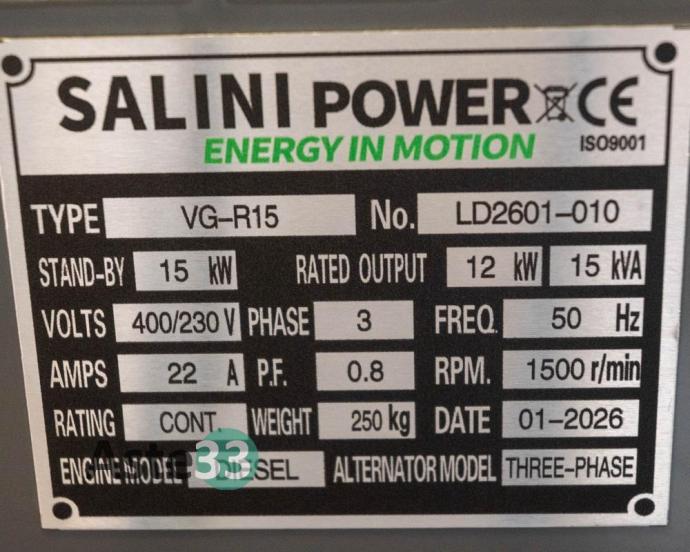 SALINI POWER CE
ENERGY IN MOTION ISO9001
TYPE VG-R15 No. LD2601-010
STAND-BY 15 kW RATED OUTPUT 12 kW 15 kVA
VOLTS 400/230 V PHASE 3 FREQ. 50 Hz
AMPS 22 A P.F. 0.8 RPM. 1500 r/min
RATING CONT. WEIGHT 250 kg DATE 01-2026
ENGINE MODEL DIESEL ALTERNATOR MODEL THREE-PHASE
Aste33